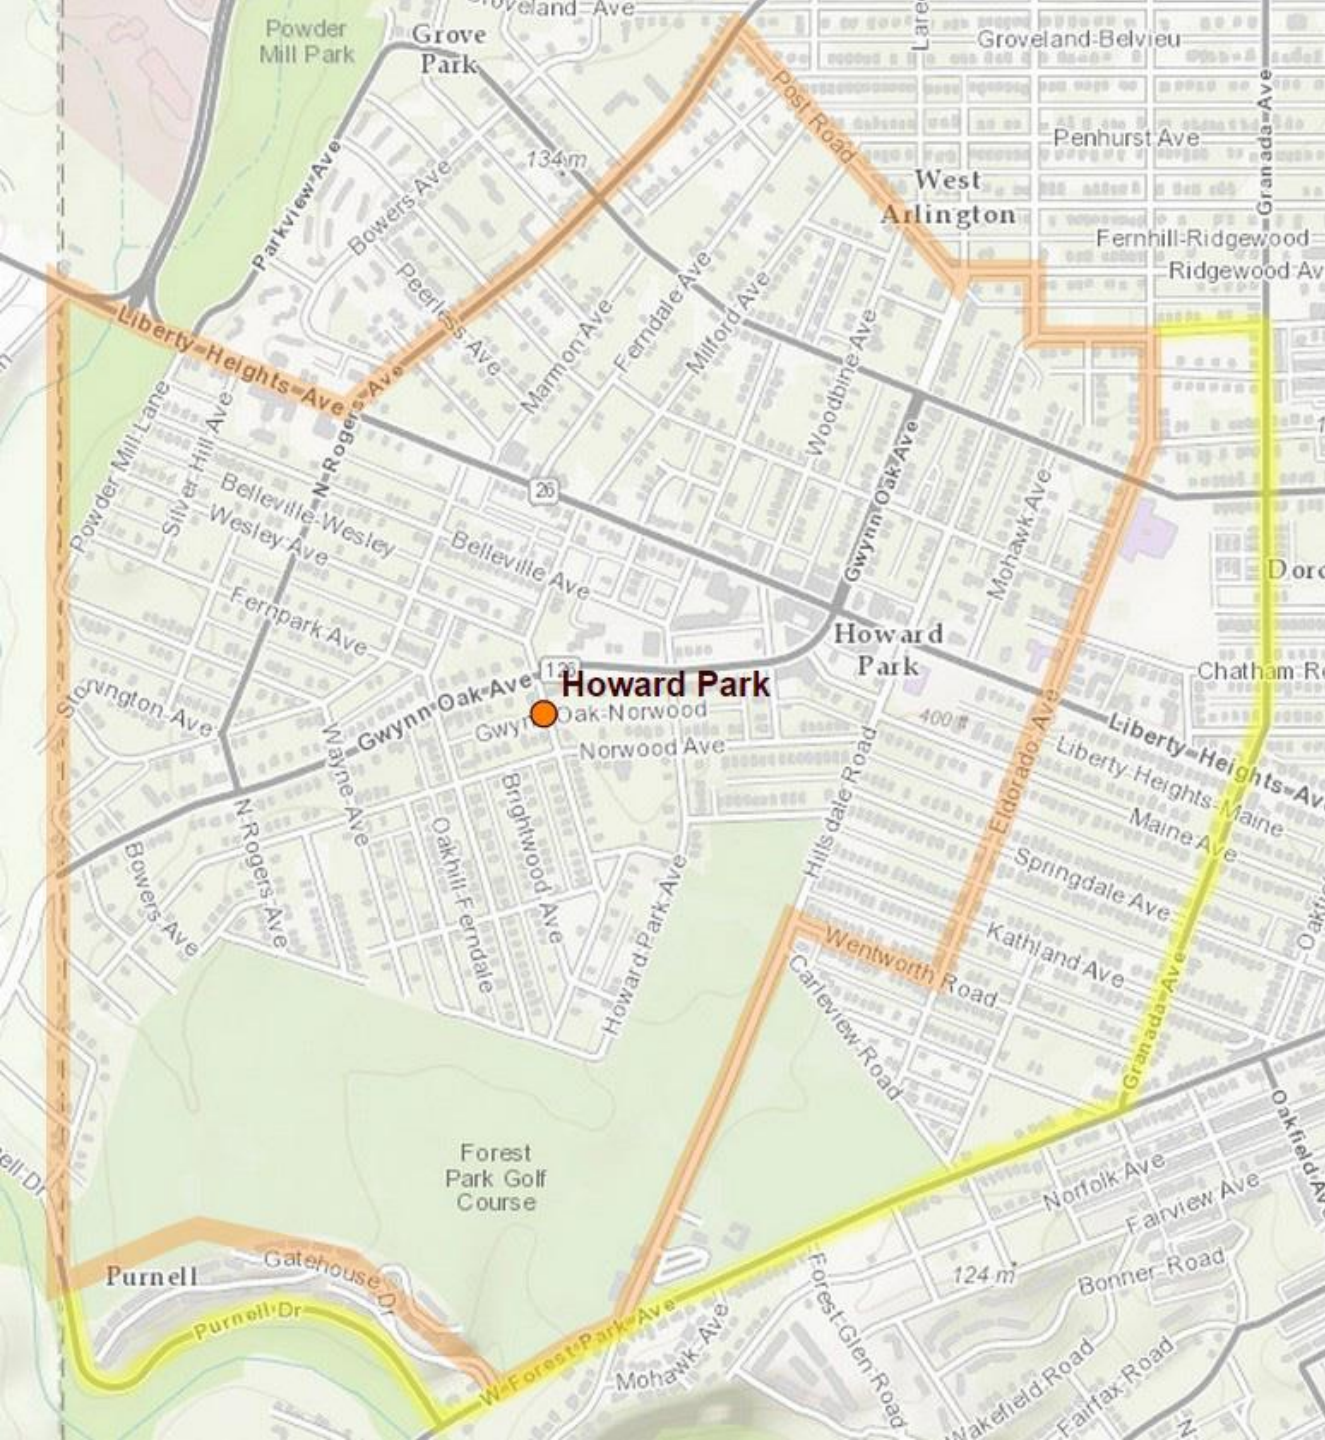 Groveland-Ave
Powder
Mill Park
Grove
Park
Groveland-Belvieu
Post Road
Granada-Ave
Penhurst Ave
134 m
Parkview-Ave
Bowers Ave
West
Arlington
Fernhill-Ridgewood
Ridgewood Av
Peerless Ave
Ferndale Ave
Marmon Ave
Milford Ave
Woodbine Ave
Liberty-Heights-Ave
N-Rogers-Ave
Powder Mill-Lane
Silver-Hill Ave
26
Gwynn-Oak-Ave
Mohawk-Ave
Belleville-Wesley
Wesley Ave
Belleville Ave
Fernpark Ave
Howard
Park
Chatham-R
Howard Park
Gwynn-Oak-Ave
Oak-Norwood
Norwood Ave
400 ft
Storvington-Ave
Wayne-Ave
Liberty-Heights-Av
Liberty-Heights-Maine
Maine Ave
Eldorado-Ave
Hillsdale-Road
Springdale Ave
Brightwood Ave
Oakhill-Ferndale
N Rogers-Ave
Bowers Ave
Howard-Park-Ave
Wentworth Road
Kathland Ave
Carleview-Road
Granada-Ave
Oakfield-Av
Forest
Park Golf
Course
Norfolk Ave
Fairview Ave
Bonner-Road
124 m
Purnell
Gatehouse-Dr
Purnell-Dr
W-Forest-Park-Ave
Mohawk-Ave
Forest-Glen-Road
Wakefield Road
Fairfax-Road